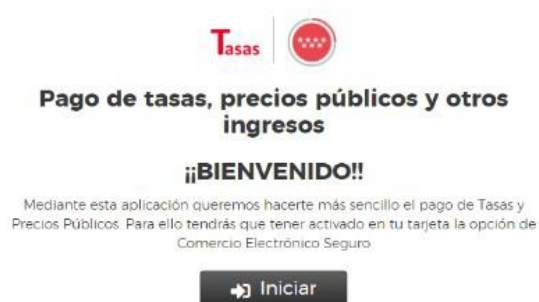 Tasas
Pago de tasas, precios públicos y otros
ingresos
¡¡BIENVENIDO!!
Mediante esta aplicación queremos hacerte más sencillo el pago de Tasas y
Precios Públicos. Para ello tendrás que tener activado en tu tarjeta la opción de
Comercio Electrónico Seguro
Iniciar